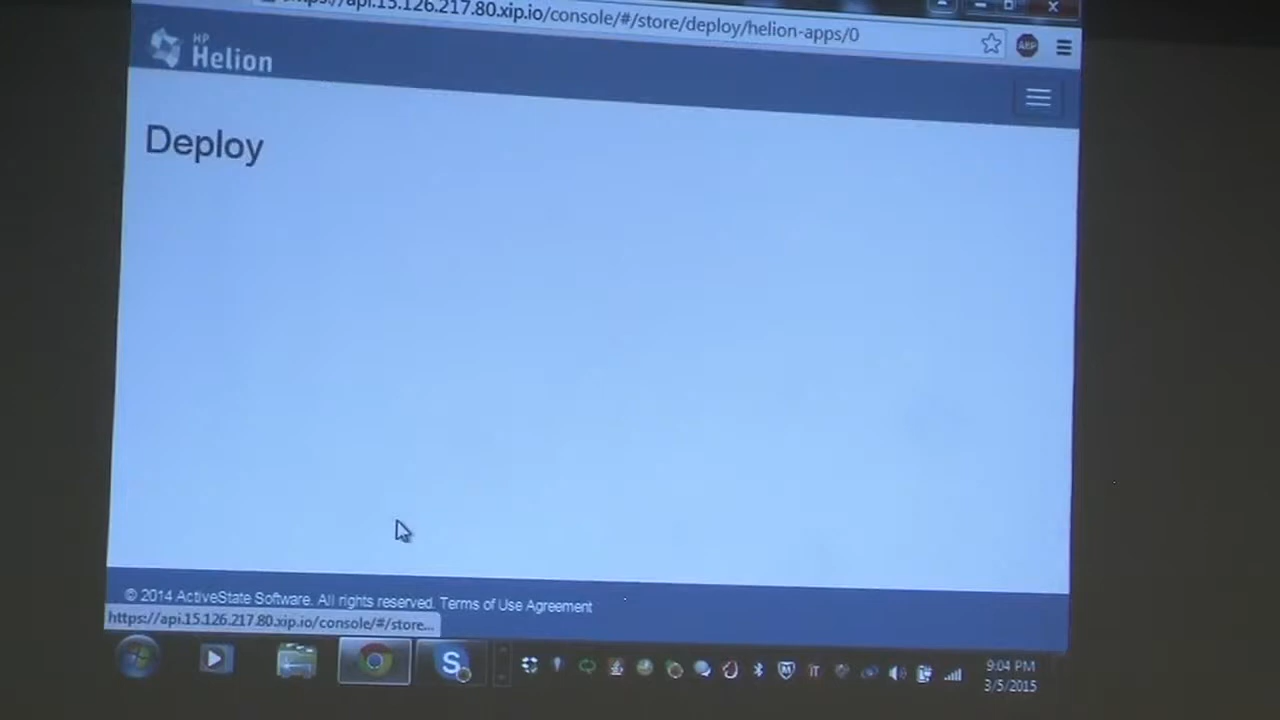 https://api.15.126.217.80.xip.io/console/#/store/deploy/helion-apps/0
ABP
HP
Helion
Deploy
© 2014 ActiveState Software. All rights reserved. Terms of Use Agreement
https://api.15.126.217.80.xip.io/console/#/store...
S
9:04 PM
3/5/2015